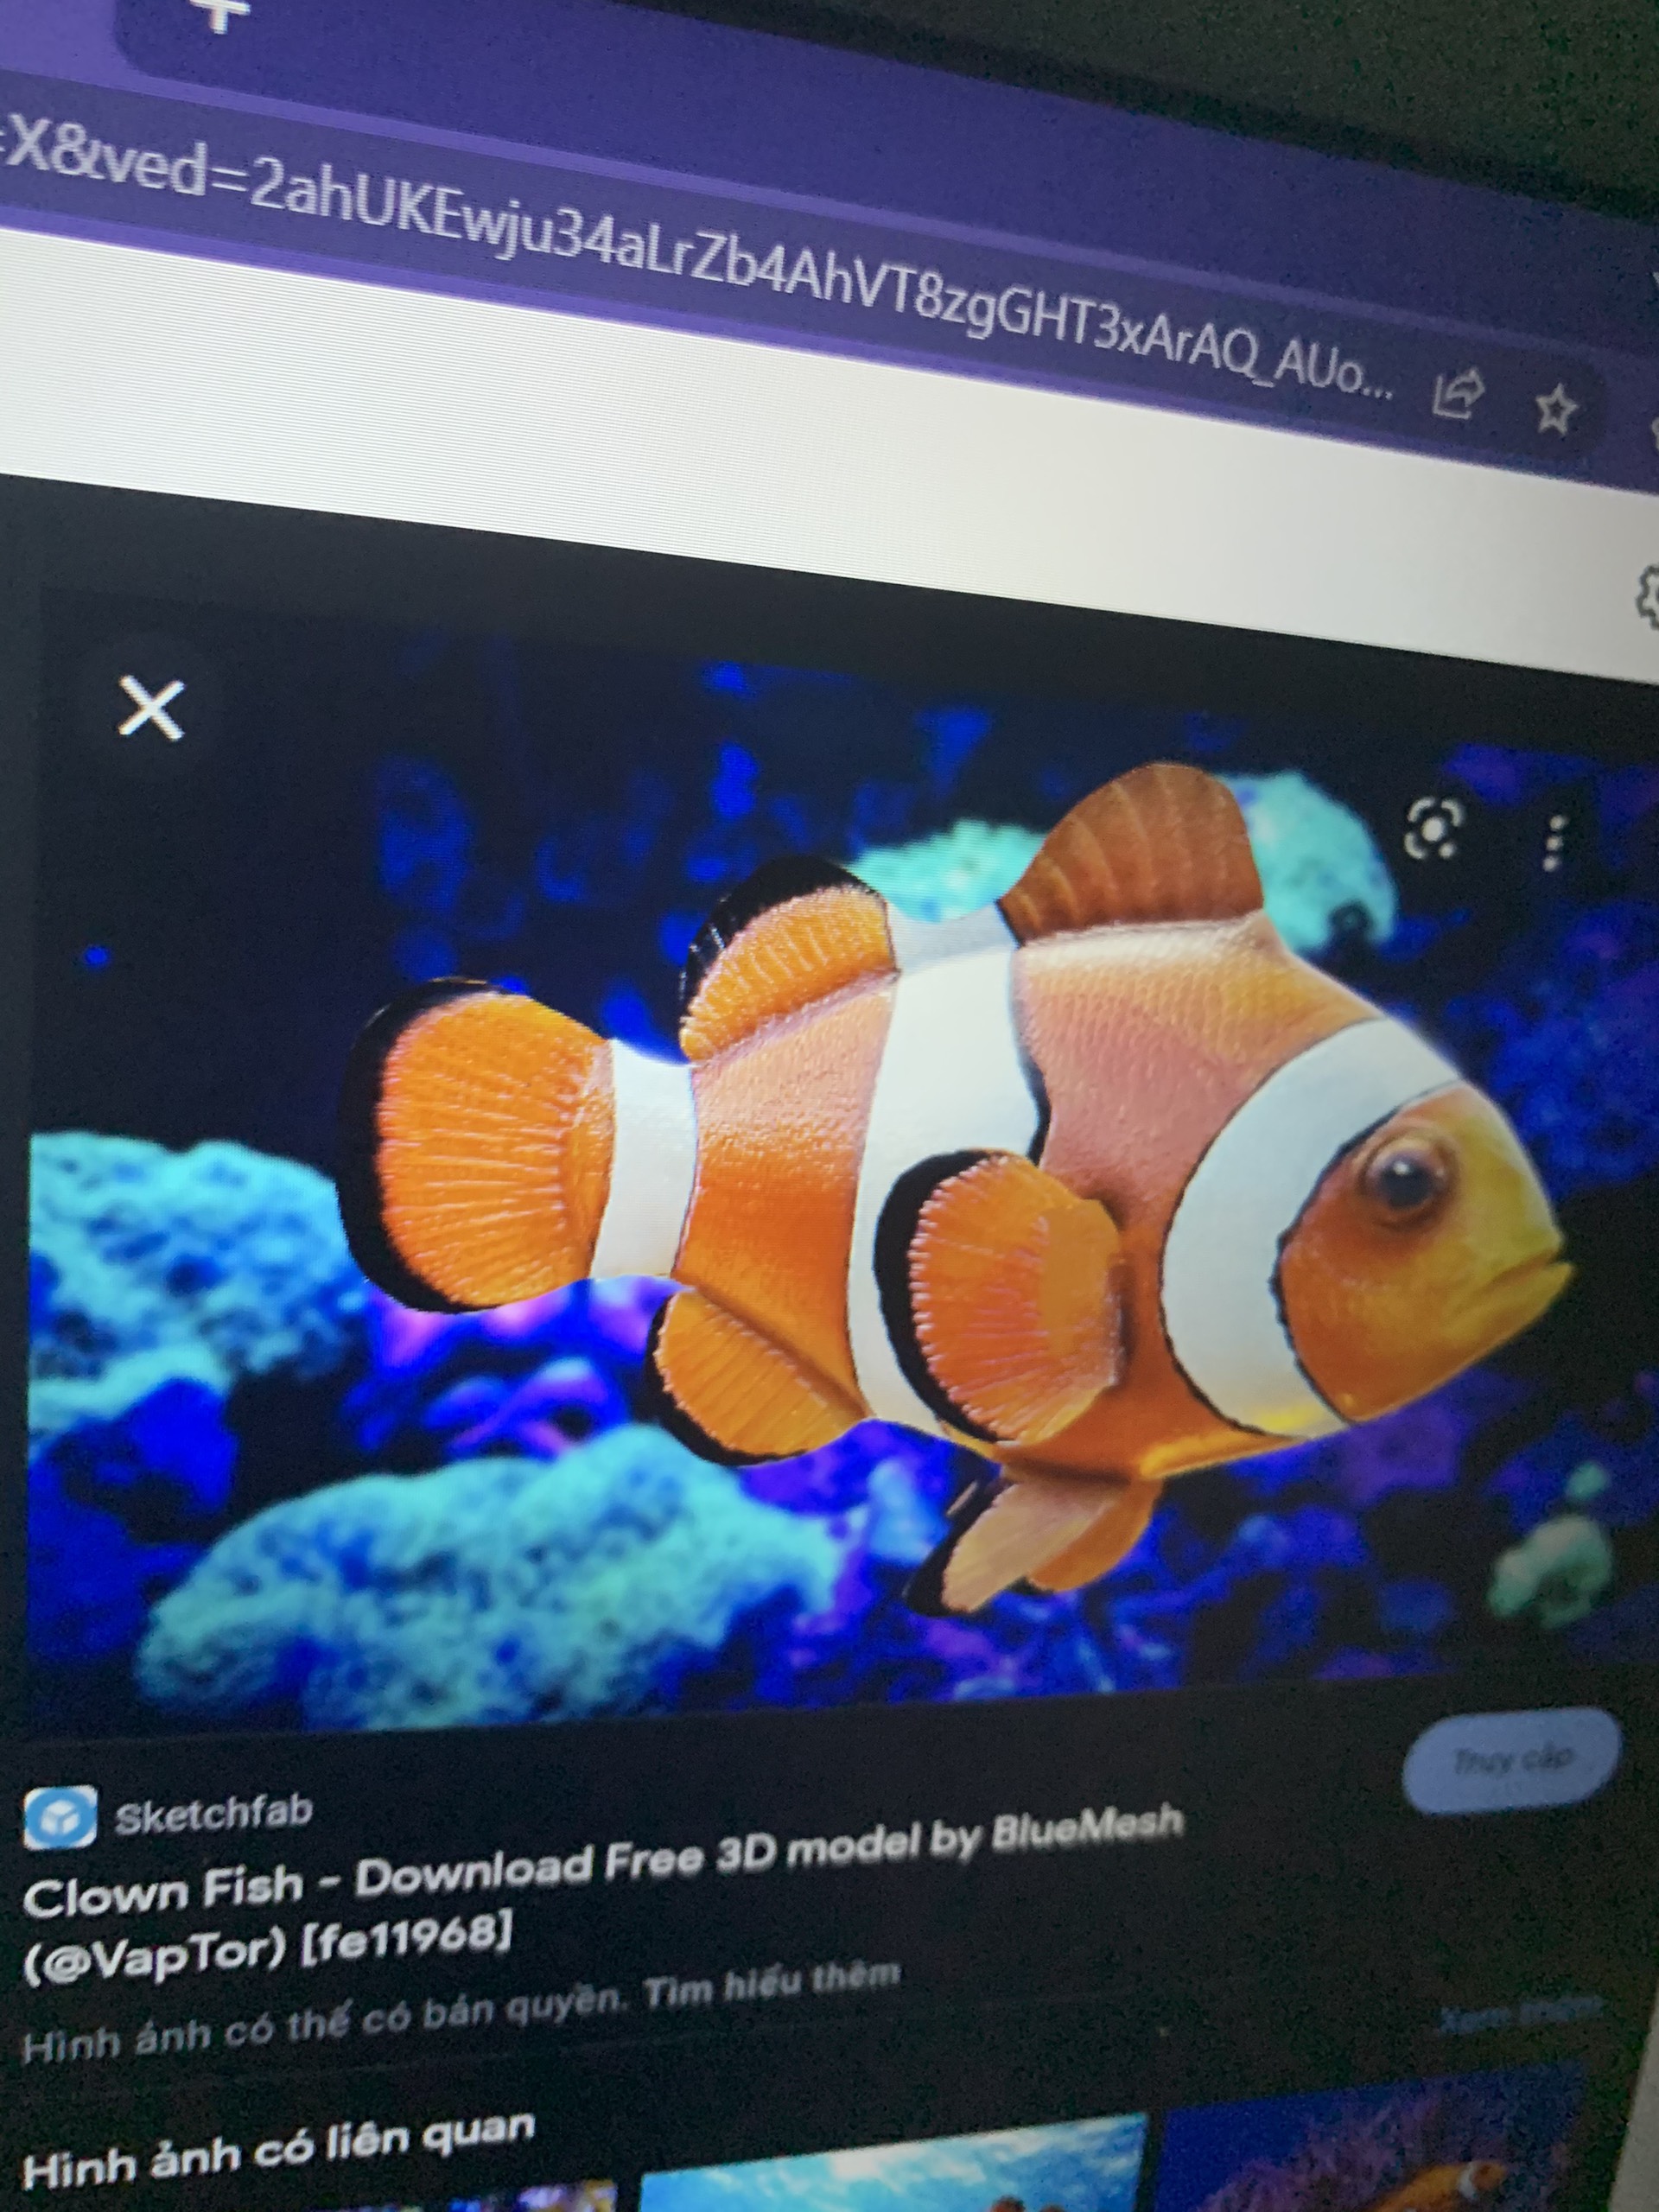 X&ved=2ahUKEwju34aLrZb4AhVT8zgGHT3xArAQ_AUo...
Sketchfab
Truy cập
Clown Fish - Download Free 3D model by BlueMesh
(@VapTor) [fe11968]
Hình ảnh có thể có bản quyền. Tìm hiểu thêm
Xem thêm
Hình ảnh có liên quan